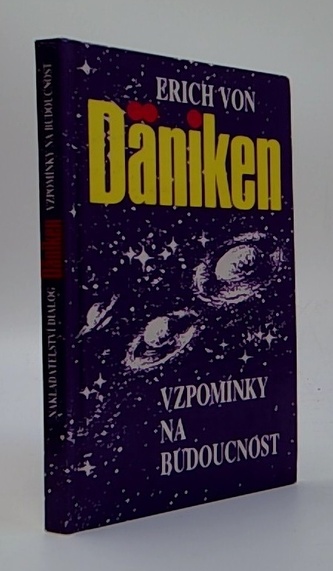 ERICH VON
Däniken
VZPOMÍNKY
NA
BUDOUCNOST
NAKLADATELSTVÍ DIALOG Däniken VZPOMÍNKY NA BUDOUCNOST